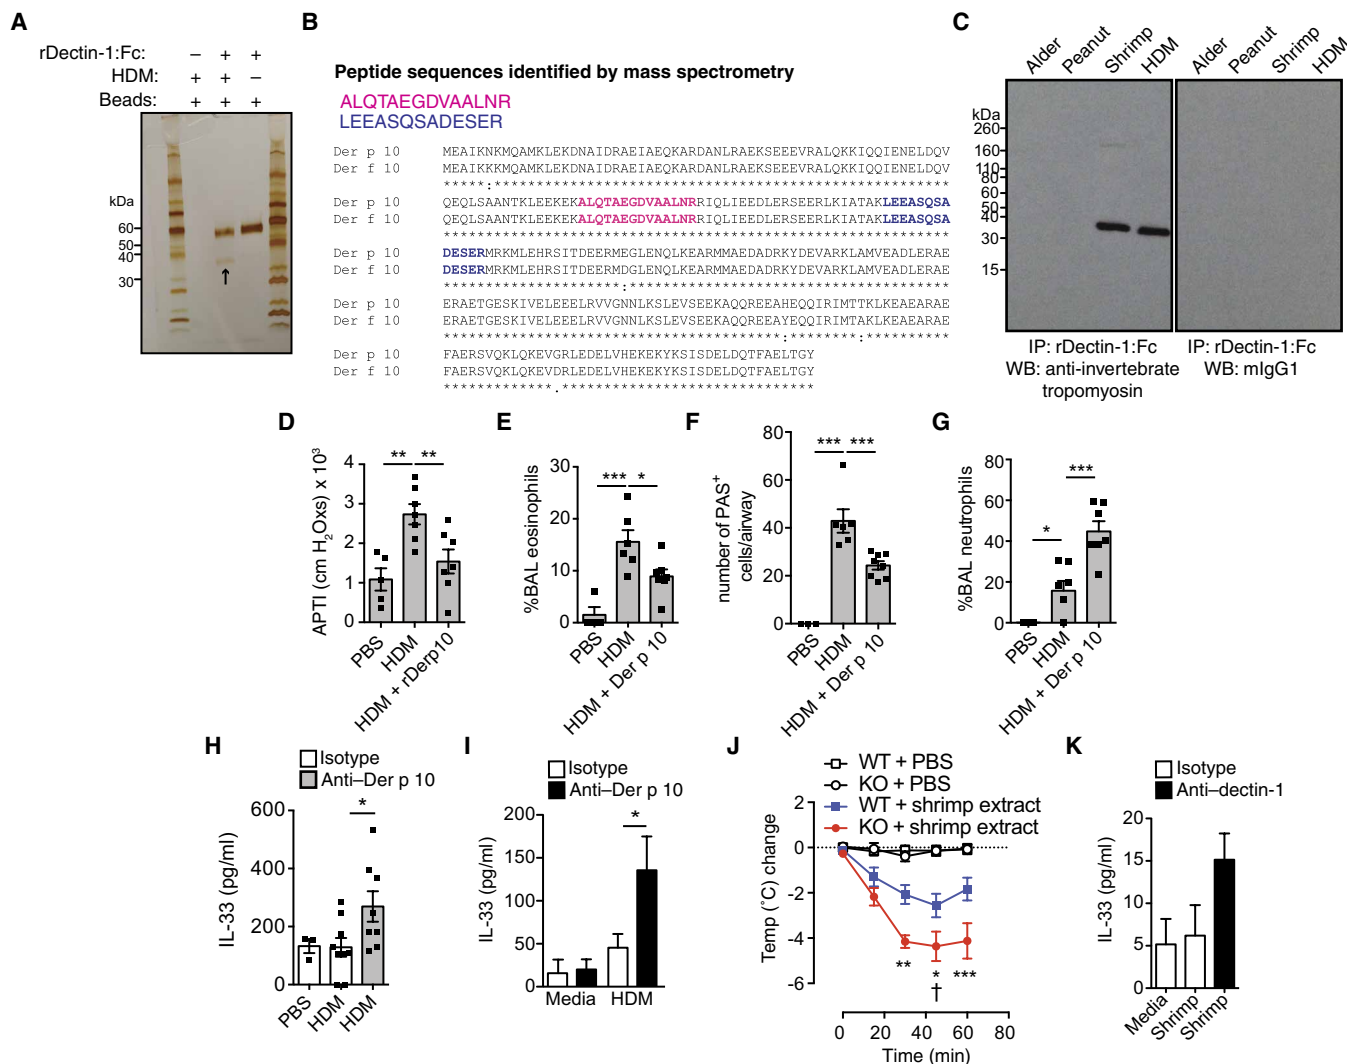 A
rDectin-1:Fc: – + +
HDM: + + –
Beads: + + +
kDa
60
50
40
30
B
Peptide sequences identified by mass spectrometry
ALQTAEGDVAALNR
LEEASQSADESER
Der p 10 MEAIKNKMQAMKLEKDNAIDRAEIAEQKARDANLRAEKSEEEVRALQKKIQQIENELDQV
Der f 10 MEAIKKKMQAMKLEKDNAIDRAEIAEQKARDANLRAEKSEEEVRALQKKIQQIENELDQV
*****:******************************************************
Der p 10 QEQLSAANTKLEEKEKALQTAEGDVAALNRRIQLIEEDLERSEERLKIATAKLEEASQSA
Der f 10 QEQLSAANTKLEEKEKALQTAEGDVAALNRRIQLIEEDLERSEERLKIATAKLEEASQSA
************************************************************
Der p 10 DESERMRKMLEHRSITDEERMEGLENQLKEARMMAEDADRKYDEVARKLAMVEADLERAE
Der f 10 DESERMRKMLEHRSITDEERMDGLENQLKEARMMAEDADRKYDEVARKLAMVEADLERAE
*********************:**************************************
Der p 10 ERAETGESKIVELEEELRVVGNNLKSLEVSEEKAQQREEAHEQQIRIMTTKLKEAEARAE
Der f 10 ERAETGESKIVELEEELRVVGNNLKSLEVSEEKAQQREEAYEQQIRIMTAKLKEAEARAE
****************************************:********:**********
Der p 10 FAERSVQKLQKEVGRLEDELVHEKEKYKSISDELDQTFAELTGY
Der f 10 FAERSVQKLQKEVDRLEDELVHEKEKYKSISDELDQTFAELTGY
*************.******************************
C
Alder Peanut Shrimp HDM Alder Peanut Shrimp HDM
kDa
260
160
110
80
60
50
40
30
15
IP: rDectin-1:Fc
WB: anti-invertebrate
tropomyosin
IP: rDectin-1:Fc
WB: mIgG1
D
APTI (cm H₂Oxs) x 10³
4
3
2
1
0
** **
PBS
HDM
HDM + rDerp10
E
%BAL eosinophils
30
20
10
0
*** *
PBS
HDM
HDM + Der p 10
F
number of PAS⁺
cells/airway
80
60
40
20
0
*** ***
PBS
HDM
HDM + Der p 10
G
%BAL neutrophils
80
60
40
20
0
* ***
PBS
HDM
HDM + Der p 10
H
Isotype
Anti–Der p 10
IL-33 (pg/ml)
600
400
200
0
*
PBS
HDM
HDM
I
Isotype
Anti–Der p 10
IL-33 (pg/ml)
200
150
100
50
0
*
Media HDM
J
WT + PBS
KO + PBS
WT + shrimp extract
KO + shrimp extract
Temp (˚C) change
2
0
-2
-4
-6
** * ***
†
0 20 40 60 80
Time (min)
K
Isotype
Anti–dectin-1
IL-33 (pg/ml)
20
15
10
5
0
Media
Shrimp
Shrimp